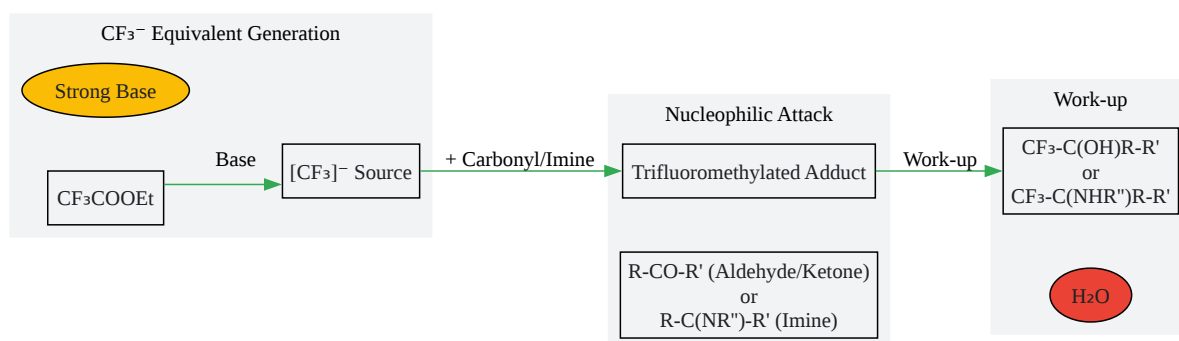 CF₃⁻ Equivalent Generation
Strong Base
CF₃COOEt
Base
[CF₃]⁻ Source
+ Carbonyl/Imine
Nucleophilic Attack
Trifluoromethylated Adduct
R-CO-R' (Aldehyde/Ketone)
or
R-C(NR'')-R' (Imine)
Work-up
Work-up
CF₃-C(OH)R-R'
or
CF₃-C(NHR'')R-R'
H₂O